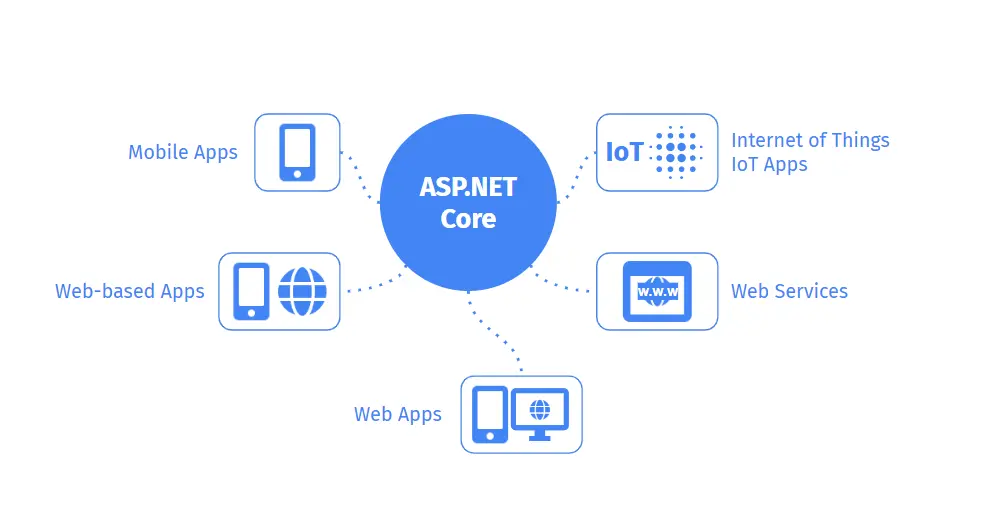 ASP.NET
Core
Mobile Apps
IoT
Internet of Things
IoT Apps
Web-based Apps
W.W.W
Web Services
Web Apps